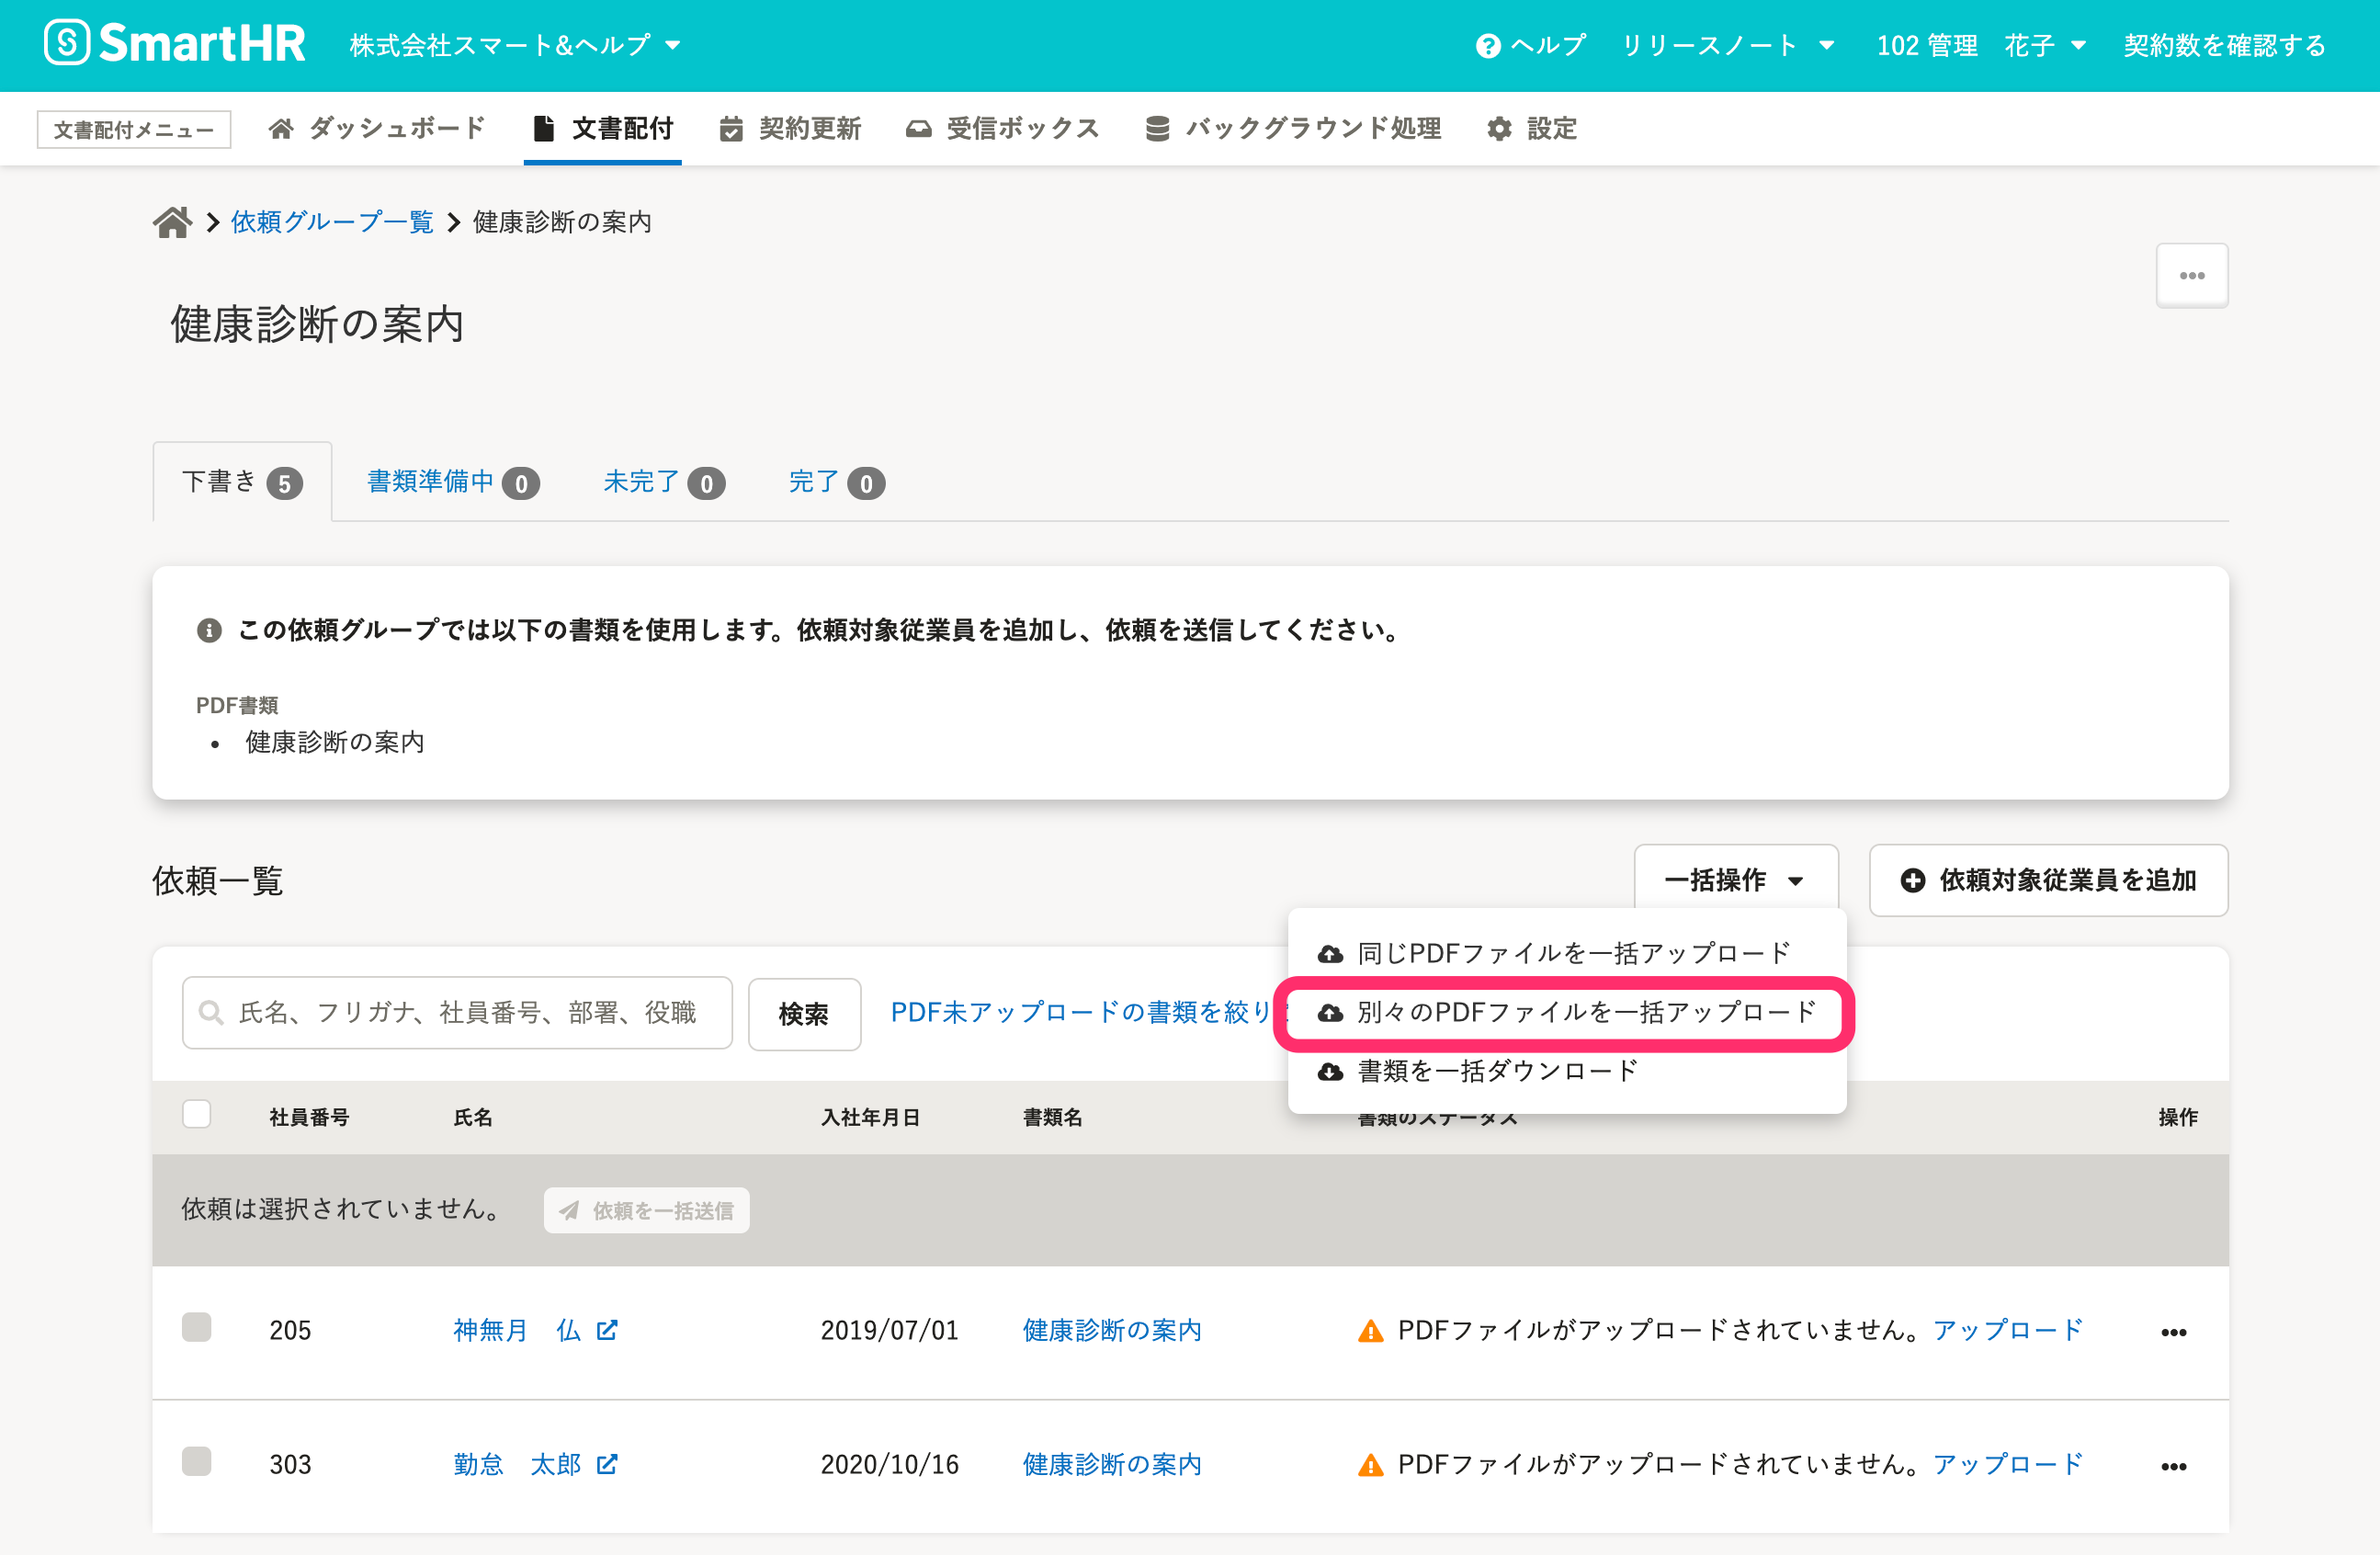 SmartHR 株式会社スマート&ヘルプ ヘルプ リリースノート 102 管理 花子 契約数を確認する
文書配付メニュー ダッシュボード 文書配付 契約更新 受信ボックス バックグラウンド処理 設定
依頼グループ一覧 健康診断の案内
健康診断の案内
下書き 5 書類準備中 0 未完了 0 完了 0
この依頼グループでは以下の書類を使用します。依頼対象従業員を追加し、依頼を送信してください。
PDF書類
• 健康診断の案内
依頼一覧 一括操作 依頼対象従業員を追加
同じPDFファイルを一括アップロード
氏名、フリガナ、社員番号、部署、役職 検索 PDF未アップロードの書類を絞り 別々のPDFファイルを一括アップロード
書類を一括ダウンロード
社員番号 氏名 入社年月日 書類名 書類のステータス 操作
依頼は選択されていません。 依頼を一括送信
205 神無月 仏 2019/07/01 健康診断の案内 PDFファイルがアップロードされていません。アップロード
303 勤怠 太郎 2020/10/16 健康診断の案内 PDFファイルがアップロードされていません。アップロード